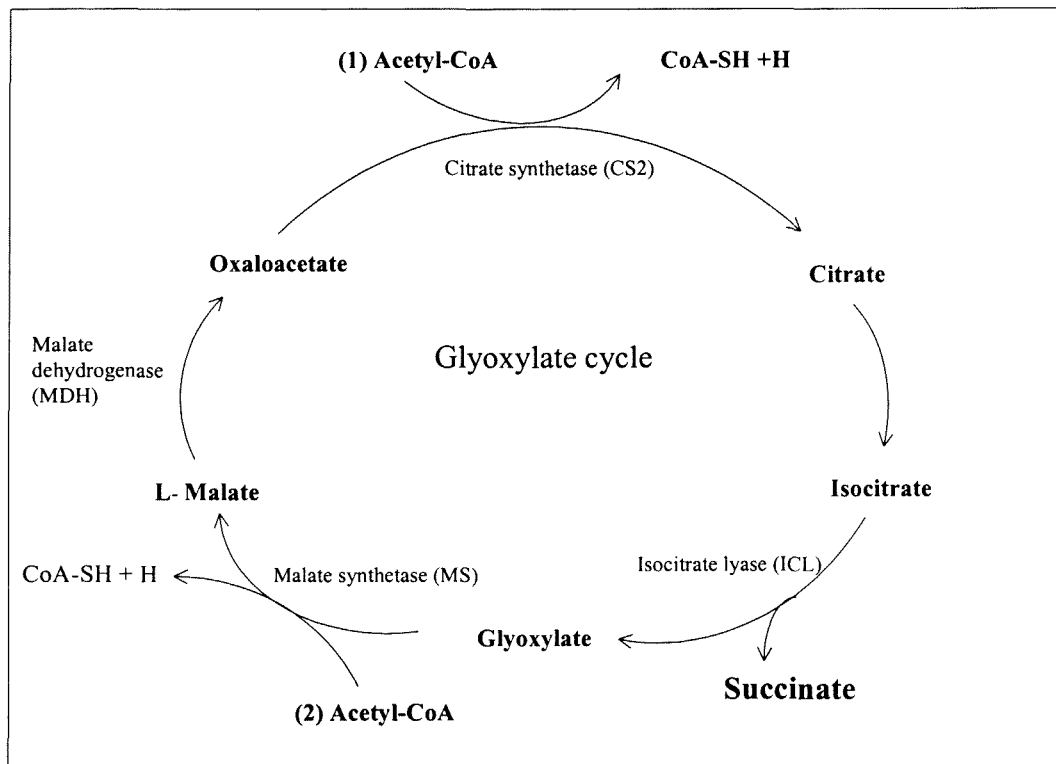 (1) Acetyl-CoA
CoA-SH +H
Citrate synthetase (CS2)
Oxaloacetate
Citrate
Malate
dehydrogenase
(MDH)
Glyoxylate cycle
L- Malate
Isocitrate
CoA-SH + H
Malate synthetase (MS)
Isocitrate lyase (ICL)
Glyoxylate
Succinate
(2) Acetyl-CoA